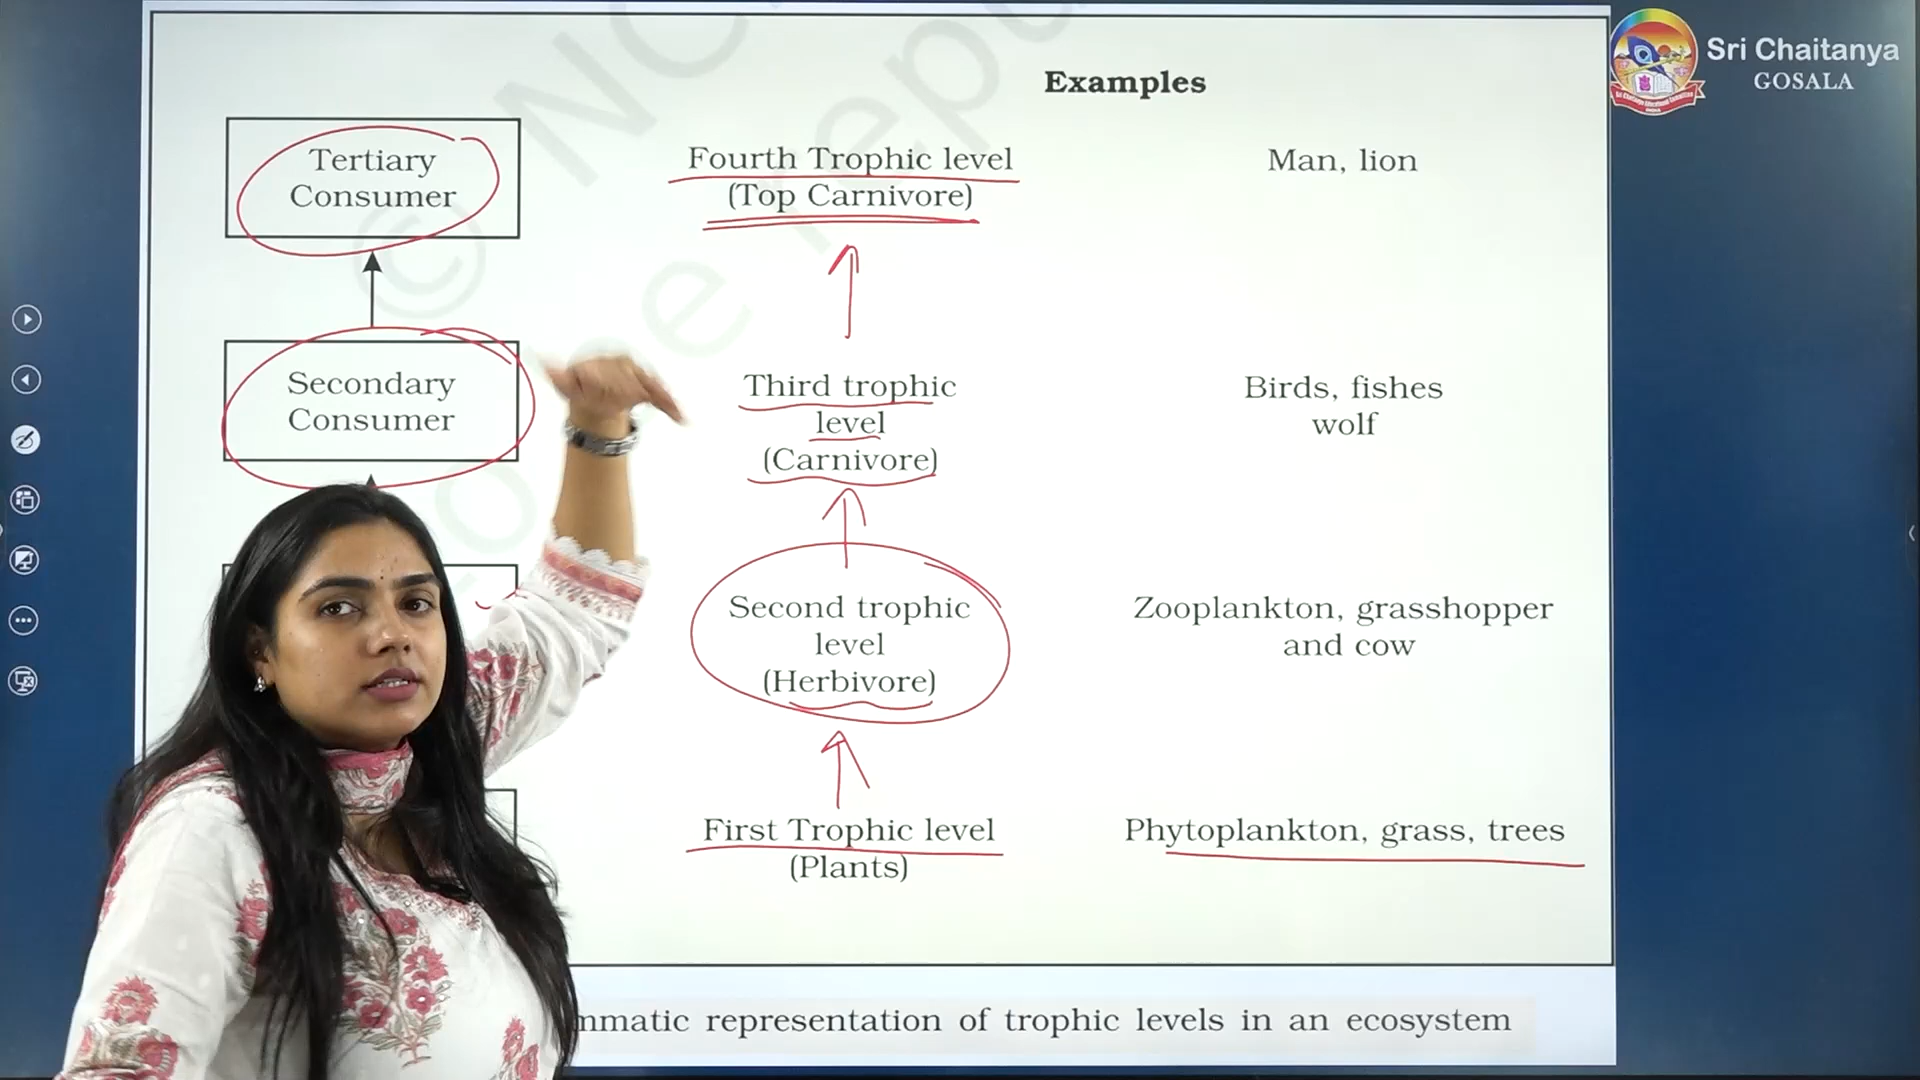 Sri Chaitanya
GOSALA
Examples
Tertiary
Consumer
Fourth Trophic level
(Top Carnivore)
Man, lion
Secondary
Consumer
Third trophic
level
(Carnivore)
Birds, fishes
wolf
Second trophic
level
(Herbivore)
Zooplankton, grasshopper
and cow
First Trophic level
(Plants)
Phytoplankton, grass, trees
representation of trophic levels in an ecosystem